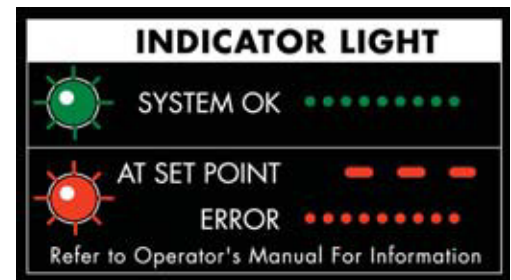 INDICATOR LIGHT
SYSTEM OK
AT SET POINT
ERROR
Refer to Operator's Manual For Information